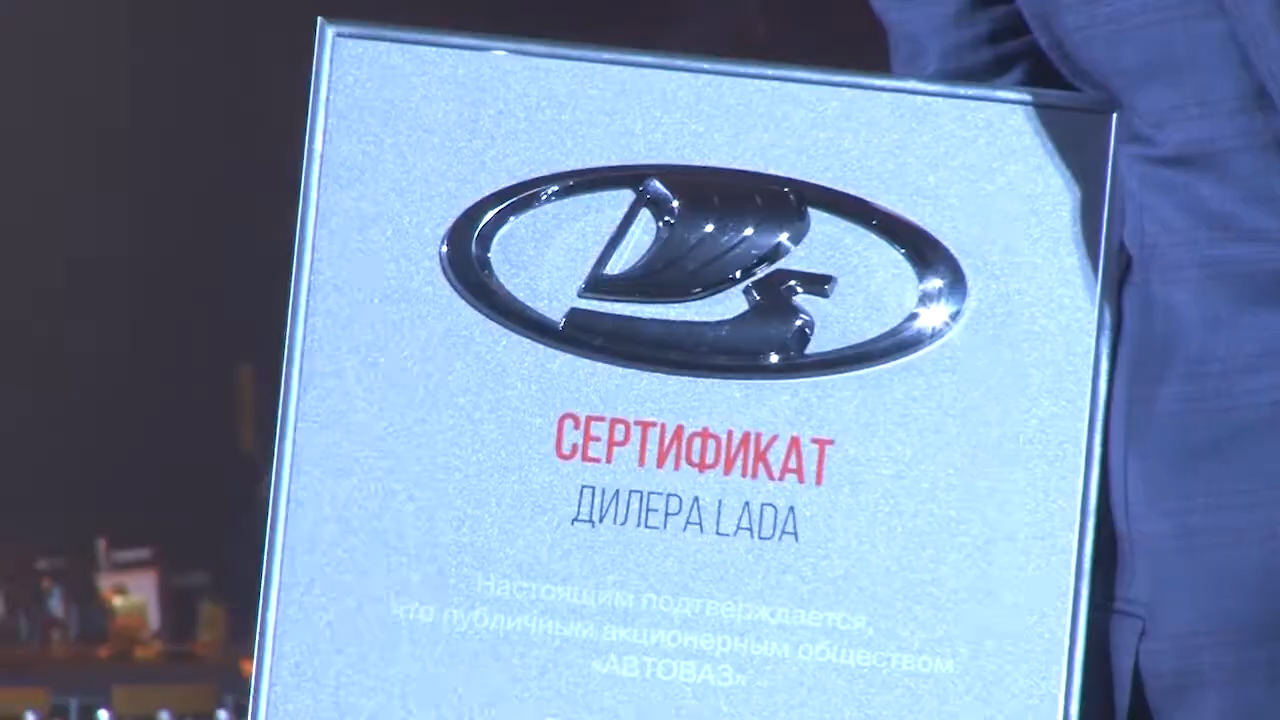 СЕРТИФИКАТ
ДИЛЕРА LADA
Настоящим подтверждается,
что публичным акционерным обществом
«АВТОВАЗ»